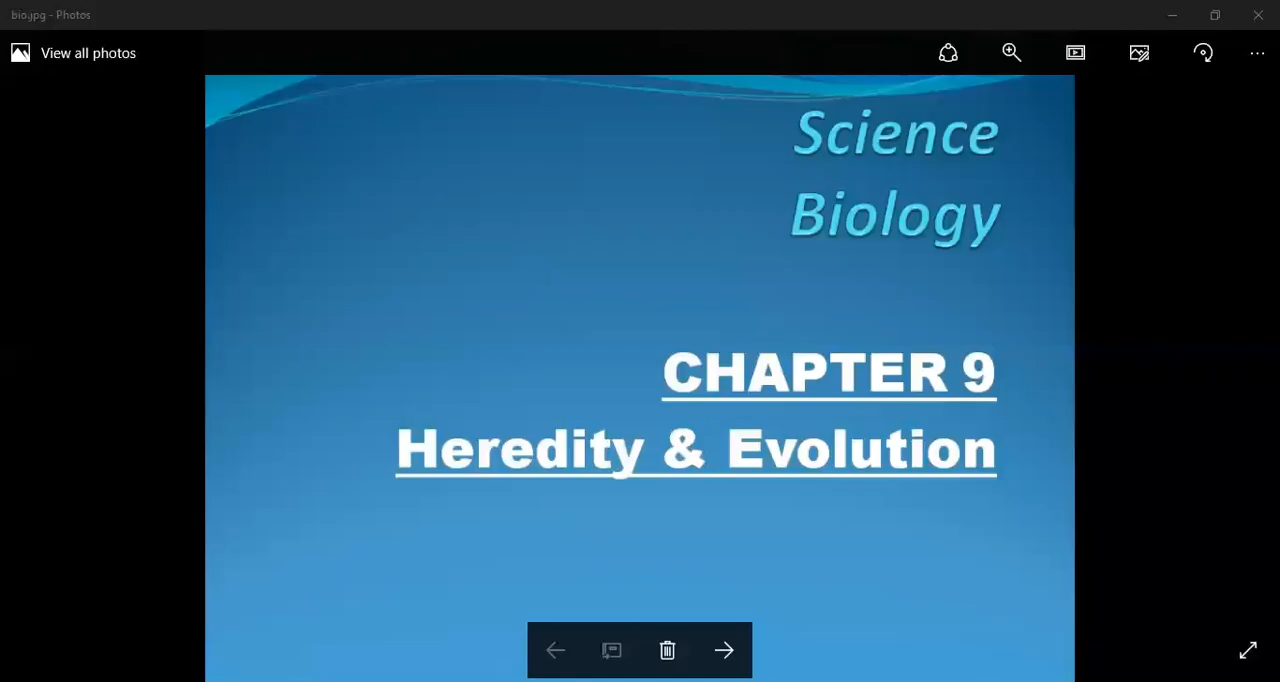 bio.jpg - Photos
View all photos
Science
Biology
CHAPTER 9
Heredity & Evolution